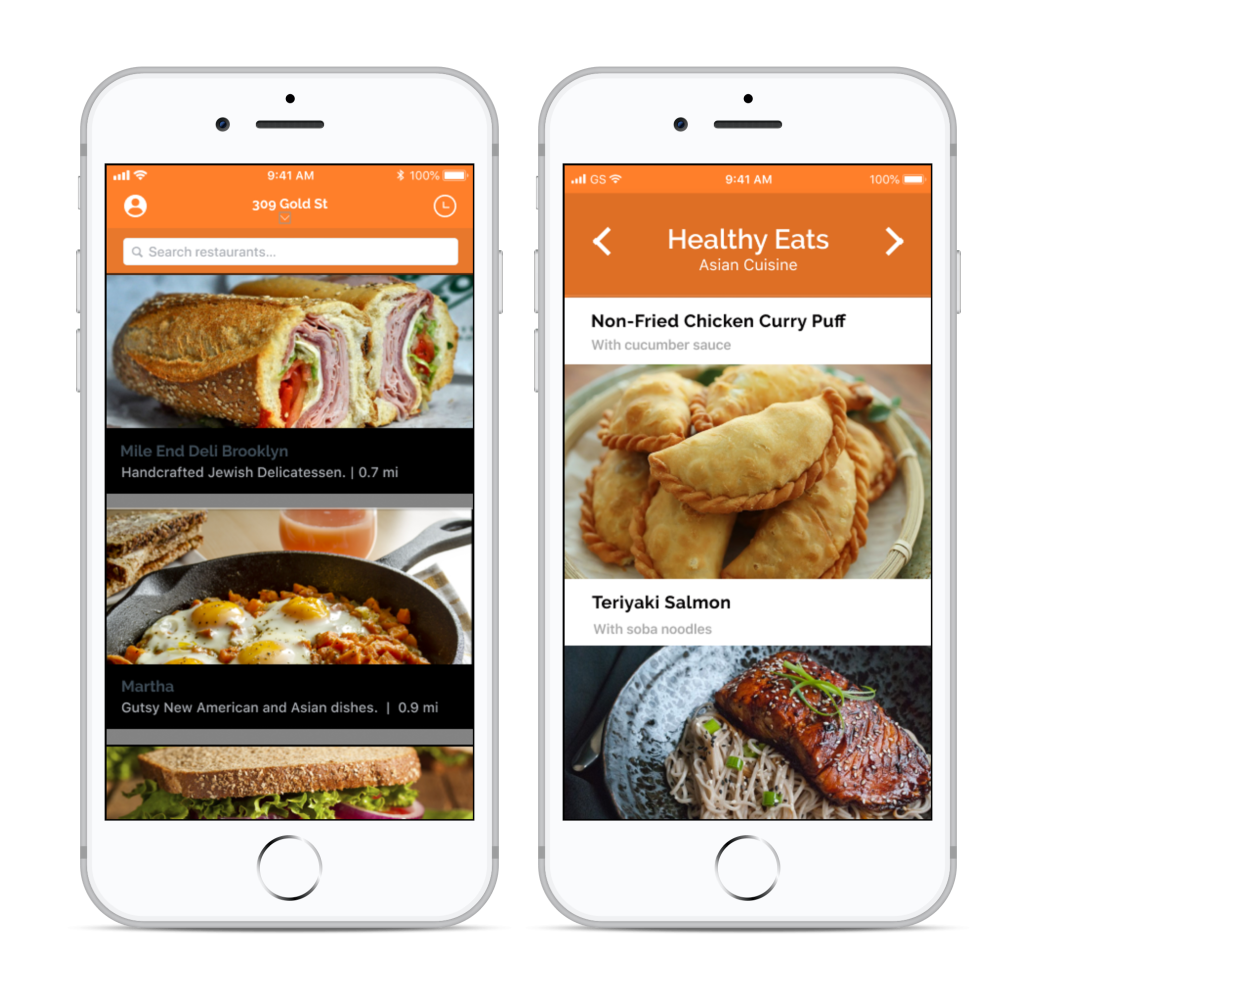 9:41 AM
100%
309 Gold St
Search restaurants...
Mile End Deli Brooklyn
Handcrafted Jewish Delicatessen. | 0.7 mi
Martha
Gutsy New American and Asian dishes. | 0.9 mi
GS
9:41 AM
100%
Healthy Eats
Asian Cuisine
Non-Fried Chicken Curry Puff
With cucumber sauce
Teriyaki Salmon
With soba noodles